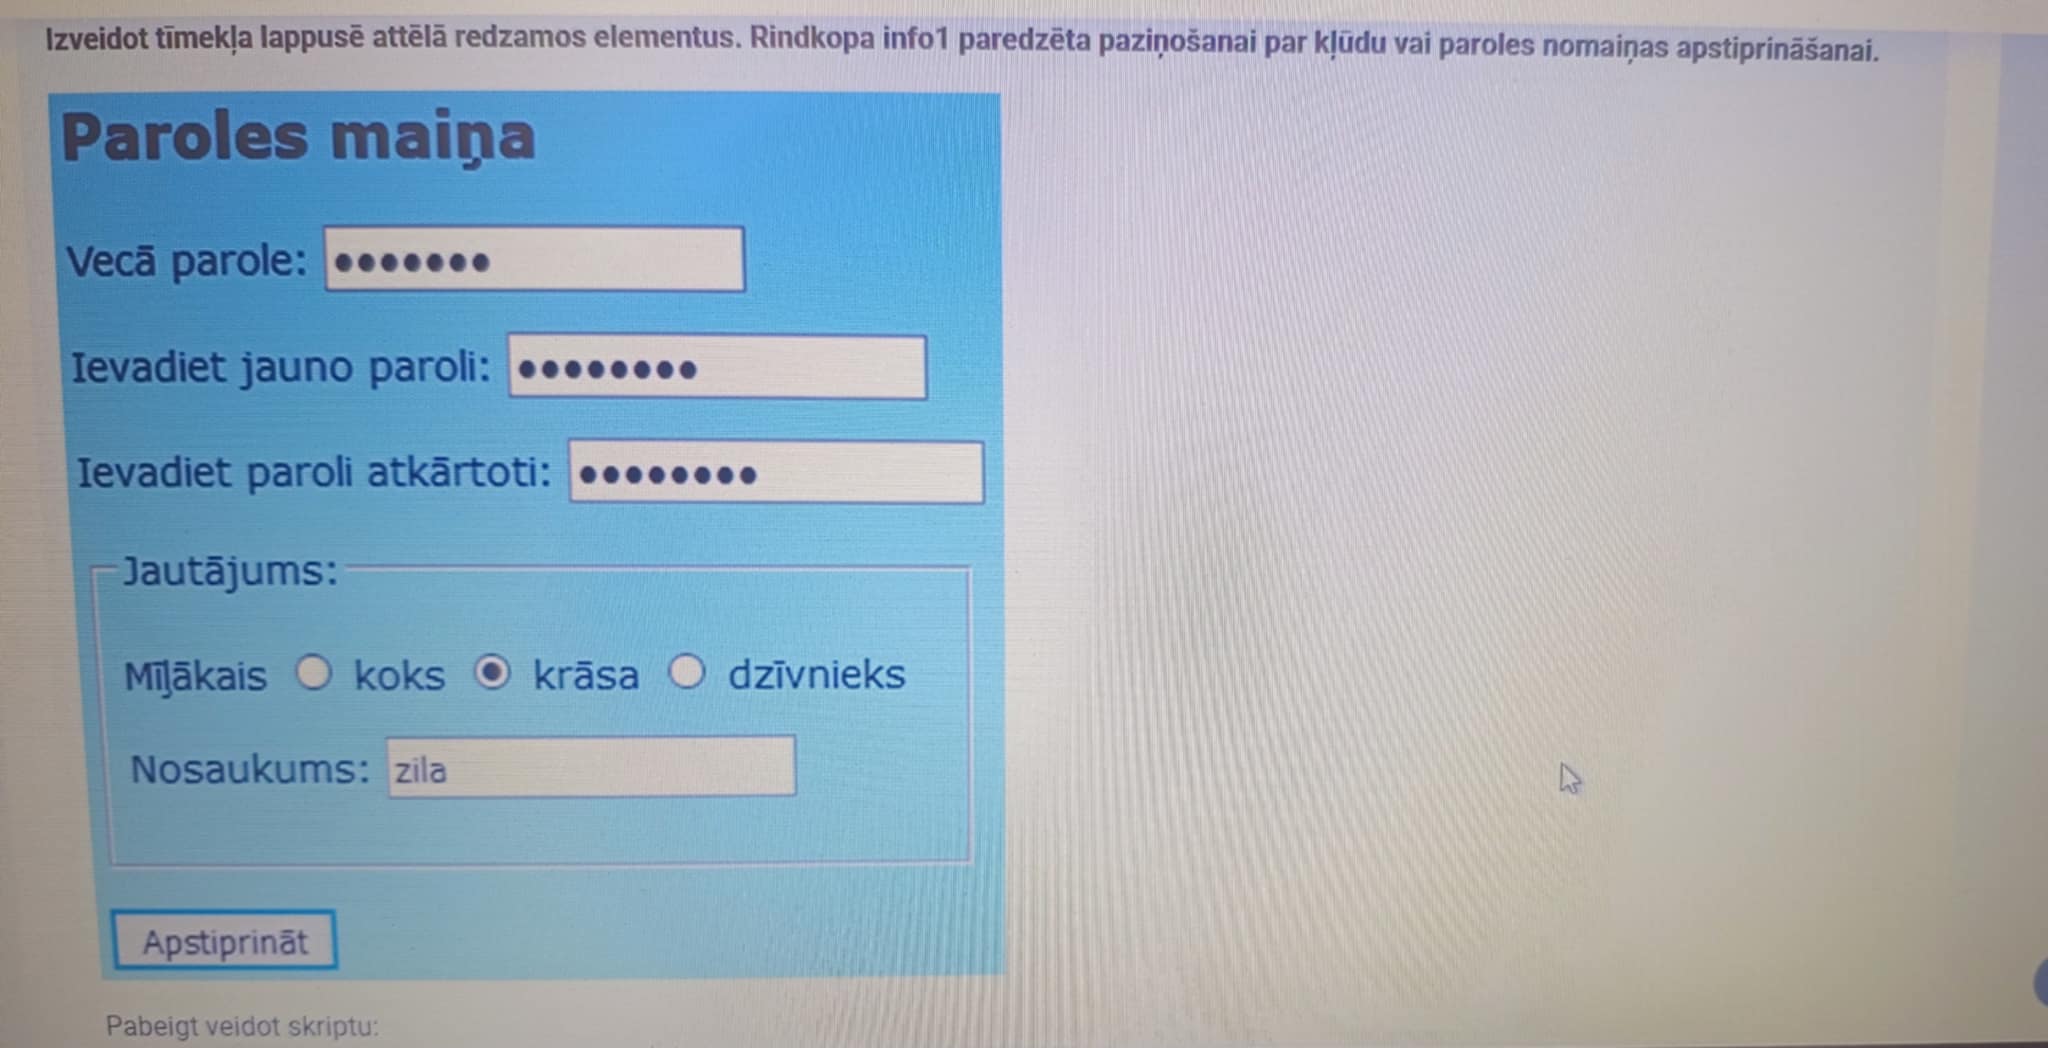 Izveidot tīmekļa lappusē attēlā redzamos elementus. Rindkopa info1 paredzēta paziņošanai par kļūdu vai paroles nomaiņas apstiprināšanai.
Paroles maiņa
Vecā parole: •••••••
Ievadiet jauno paroli: ••••••••
Ievadiet paroli atkārtoti: ••••••••
Jautājums:
Mīļākais koks krāsa dzīvnieks
Nosaukums: zila
Apstiprināt
Pabeigt veidot skriptu: